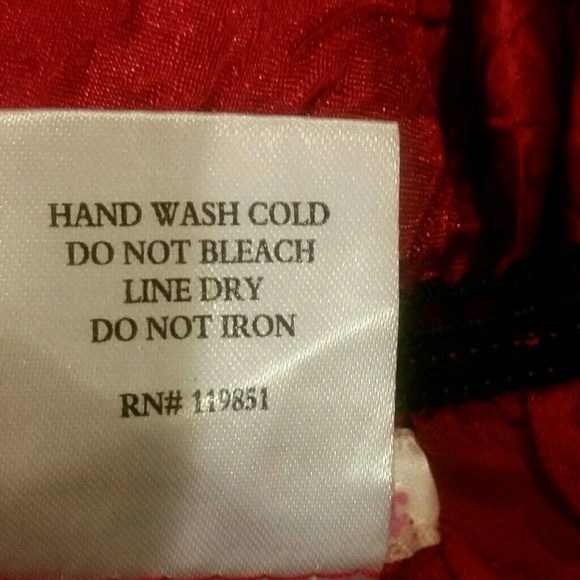 HAND WASH COLD
DO NOT BLEACH
LINE DRY
DO NOT IRON
RN# 119851